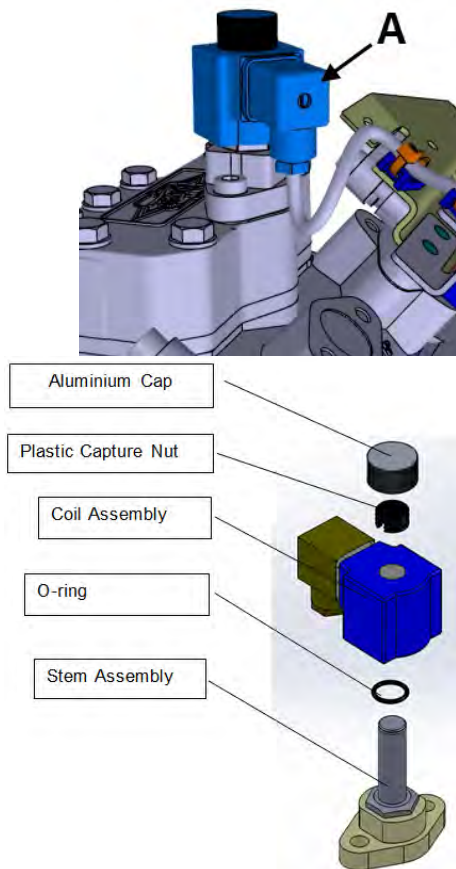 A
Aluminium Cap
Plastic Capture Nut
Coil Assembly
O-ring
Stem Assembly